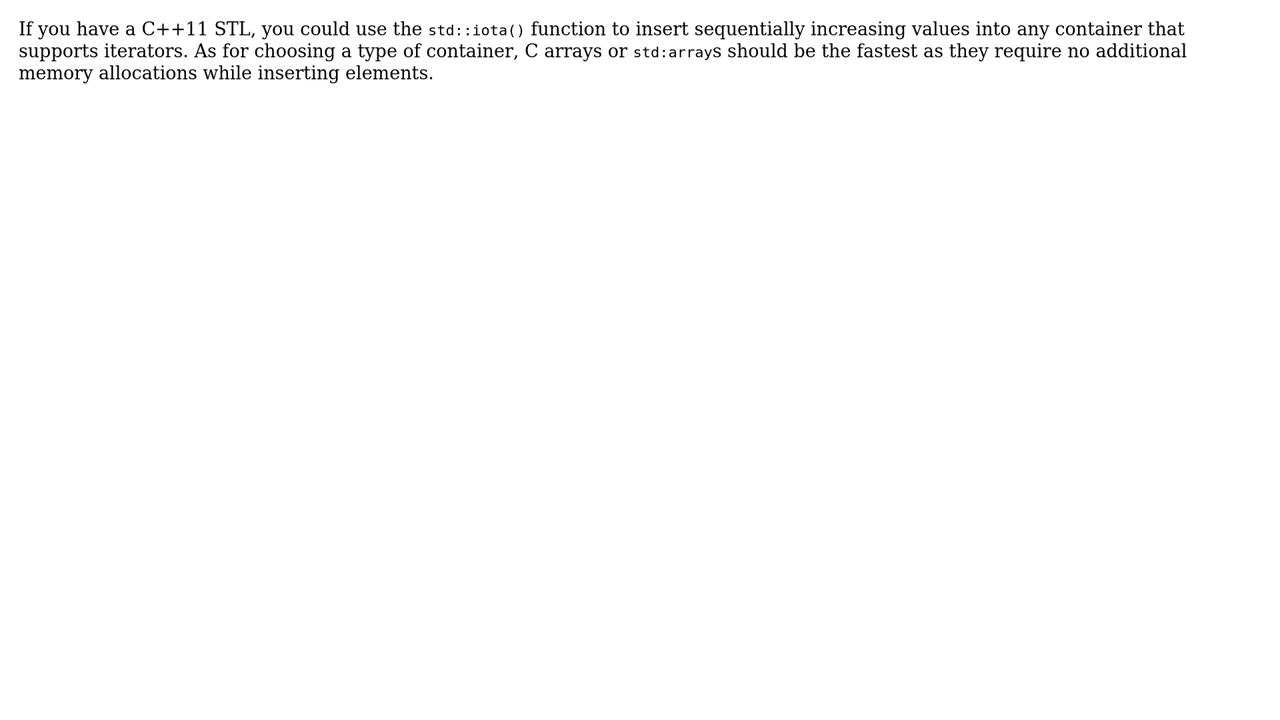 If you have a C++11 STL, you could use the std::iota() function to insert sequentially increasing values into any container that
supports iterators. As for choosing a type of container, C arrays or std:arrays should be the fastest as they require no additional
memory allocations while inserting elements.